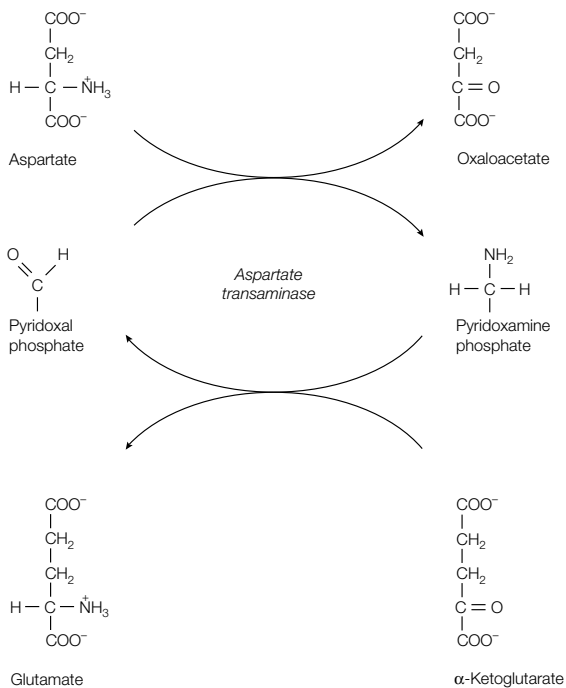 COO⁻ COO⁻
CH₂ CH₂
H — C — N⁺H₃ C = O
COO⁻ COO⁻
Aspartate Oxaloacetate
O H NH₂
C H — C — H
Aspartate
transaminase
Pyridoxal Pyridoxamine
phosphate phosphate
COO⁻ COO⁻
CH₂ CH₂
CH₂ CH₂
H — C — N⁺H₃ C = O
COO⁻ COO⁻
Glutamate α-Ketoglutarate